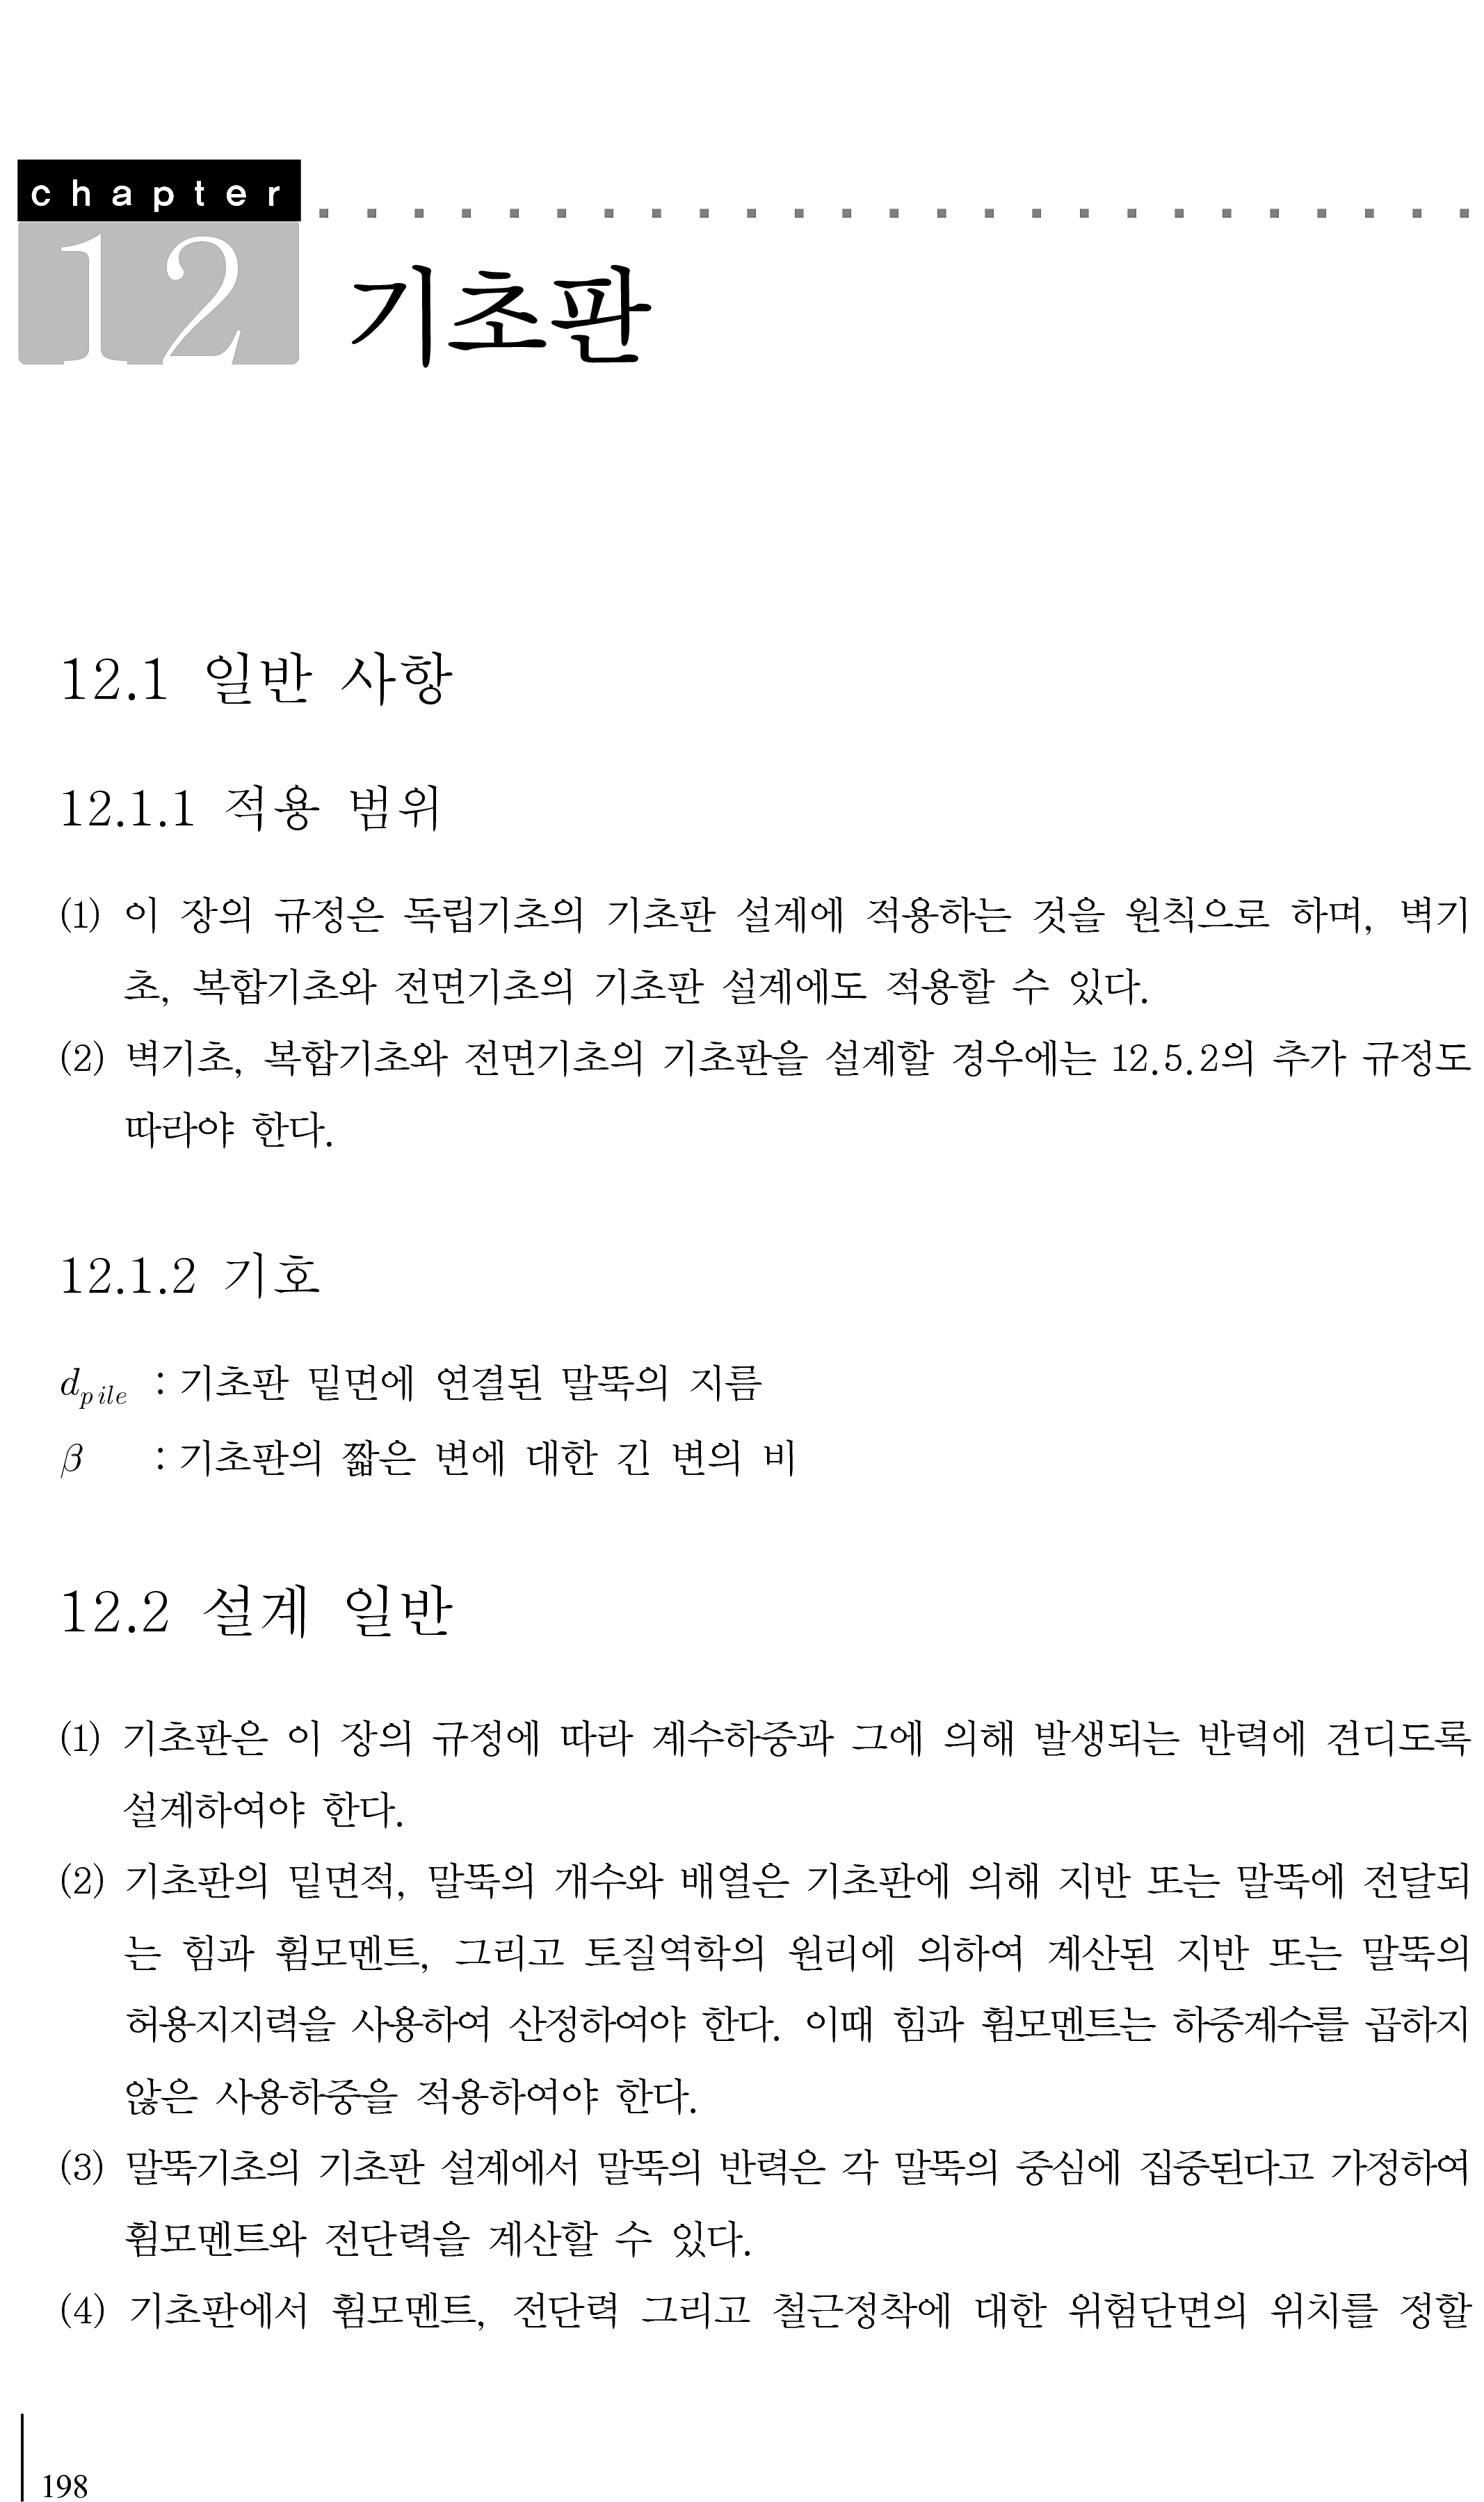 chapter
12
기초판
12.1 일반 사항
12.1.1 적용 범위
(1) 이 장의 규정은 독립기초의 기초판 설계에 적용하는 것을 원칙으로 하며, 벽기
초, 복합기초와 전면기초의 기초판 설계에도 적용할 수 있다.
(2) 벽기초, 복합기초와 전면기초의 기초판을 설계할 경우에는 12.5.2의 추가 규정도
따라야 한다.
12.1.2 기호
d_pile : 기초판 밑면에 연결된 말뚝의 지름
β : 기초판의 짧은 변에 대한 긴 변의 비
12.2 설계 일반
(1) 기초판은 이 장의 규정에 따라 계수하중과 그에 의해 발생되는 반력에 견디도록
설계하여야 한다.
(2) 기초판의 밑면적, 말뚝의 개수와 배열은 기초판에 의해 지반 또는 말뚝에 전달되
는 힘과 휨모멘트, 그리고 토질역학의 원리에 의하여 계산된 지반 또는 말뚝의
허용지지력을 사용하여 산정하여야 한다. 이때 힘과 휨모멘트는 하중계수를 곱하지
않은 사용하중을 적용하여야 한다.
(3) 말뚝기초의 기초판 설계에서 말뚝의 반력은 각 말뚝의 중심에 집중된다고 가정하여
휨모멘트와 전단력을 계산할 수 있다.
(4) 기초판에서 휨모멘트, 전단력 그리고 철근정착에 대한 위험단면의 위치를 정할
198